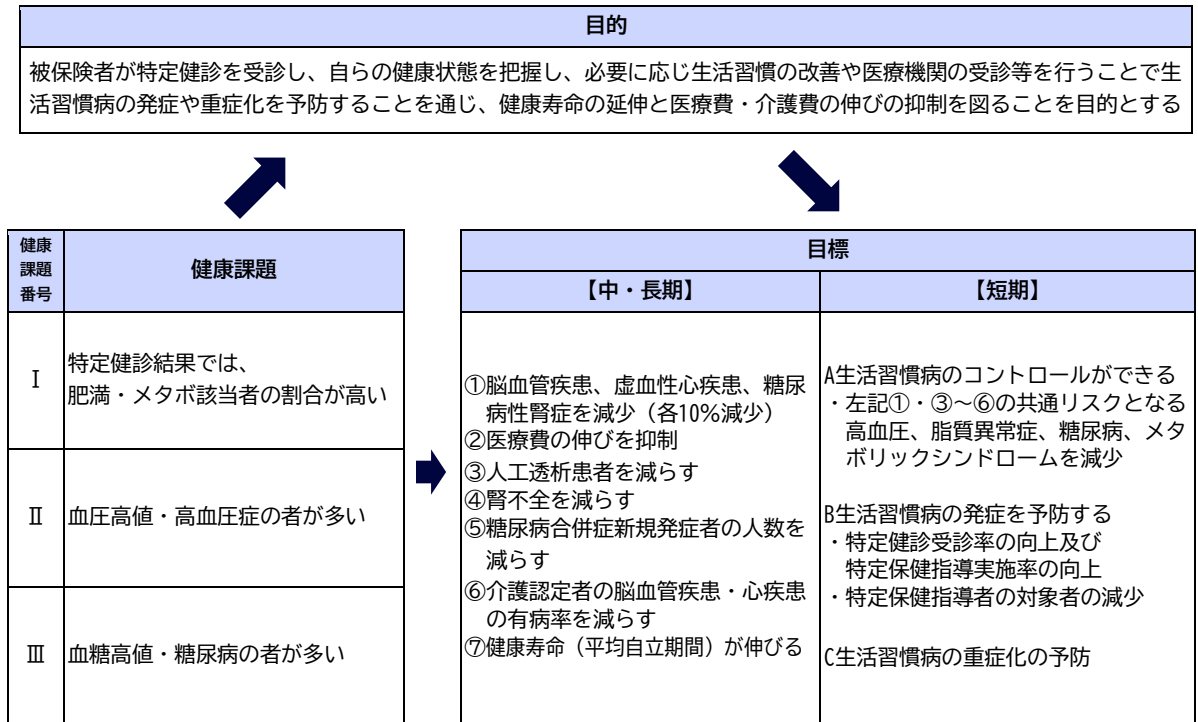 目的
被保険者が特定健診を受診し、自らの健康状態を把握し、必要に応じ生活習慣の改善や医療機関の受診等を行うことで生
活習慣病の発症や重症化を予防することを通じ、健康寿命の延伸と医療費・介護費の伸びの抑制を図ることを目的とする
健康
課題
番号
健康課題
Ⅰ
特定健診結果では、
肥満・メタボ該当者の割合が高い
Ⅱ
血圧高値・高血圧症の者が多い
Ⅲ
血糖高値・糖尿病の者が多い
目標
【中・長期】
【短期】
①脳血管疾患、虚血性心疾患、糖尿
病性腎症を減少（各10%減少）
②医療費の伸びを抑制
③人工透析患者を減らす
④腎不全を減らす
⑤糖尿病合併症新規発症者の人数を
減らす
⑥介護認定者の脳血管疾患・心疾患
の有病率を減らす
⑦健康寿命（平均自立期間）が伸びる
A生活習慣病のコントロールができる
・左記①・③～⑥の共通リスクとなる
高血圧、脂質異常症、糖尿病、メタ
ボリックシンドロームを減少
B生活習慣病の発症を予防する
・特定健診受診率の向上及び
特定保健指導実施率の向上
・特定保健指導者の対象者の減少
C生活習慣病の重症化の予防